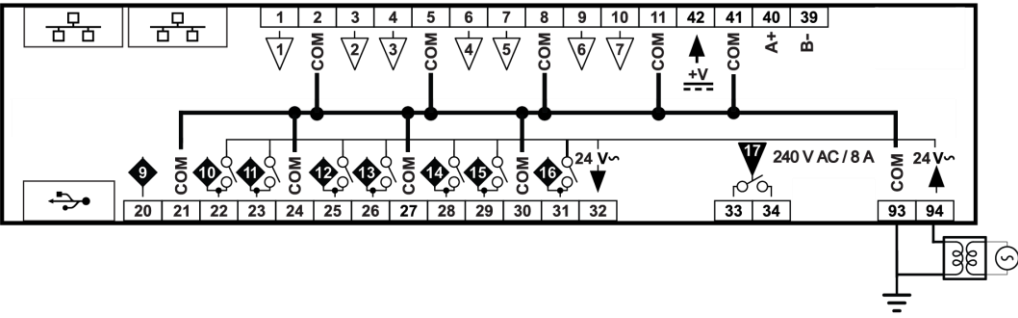 1 2 3 4 5 6 7 8 9 10 11 42 41 40 39
1 COM 2 3 COM 4 5 COM 6 7 COM +V COM A+ B-
9 COM 10 11 COM 12 13 COM 14 15 COM 16 24 V~ 17 240 V AC / 8 A COM 24 V~
20 21 22 23 24 25 26 27 28 29 30 31 32 33 34 93 94